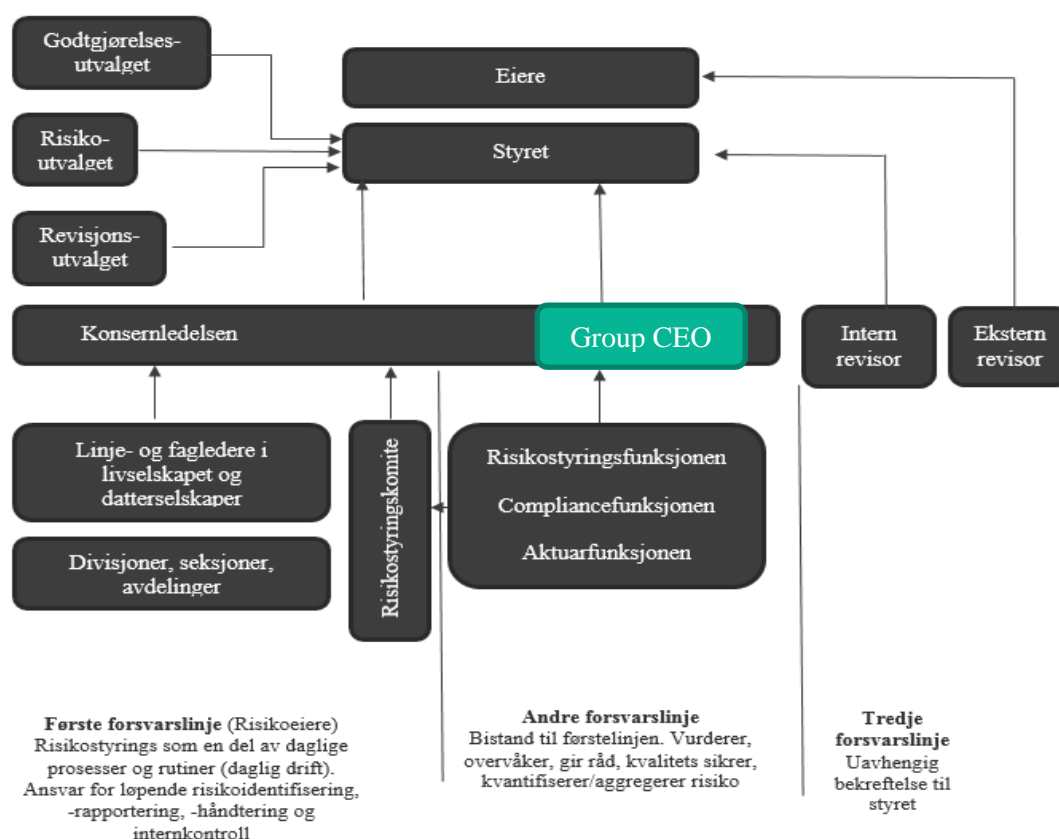 Godtgjørelses-
utvalget
Eiere
Risiko-
utvalget
Styret
Revisjons-
utvalget
Konsernledelsen
Group CEO
Intern
revisor
Ekstern
revisor
Linje- og fagledere i
livselskapet og
datterselskaper
Divisjoner, seksjoner,
avdelinger
Risikostyringskomite
Risikostyringsfunksjonen
Compliancefunksjonen
Aktuarfunksjonen
Første forsvarslinje (Risikoeiere)
Risikostyrings som en del av daglige
prosesser og rutiner (daglig drift).
Ansvar for løpende risikoidentifisering,
-rapportering, -håndtering og
internkontroll
Andre forsvarslinje
Bistand til førstelinjen. Vurderer,
overvåker, gir råd, kvalitets sikrer,
kvantifiserer/aggregerer risiko
Tredje
forsvarslinje
Uavhengig
bekreftelse til
styret